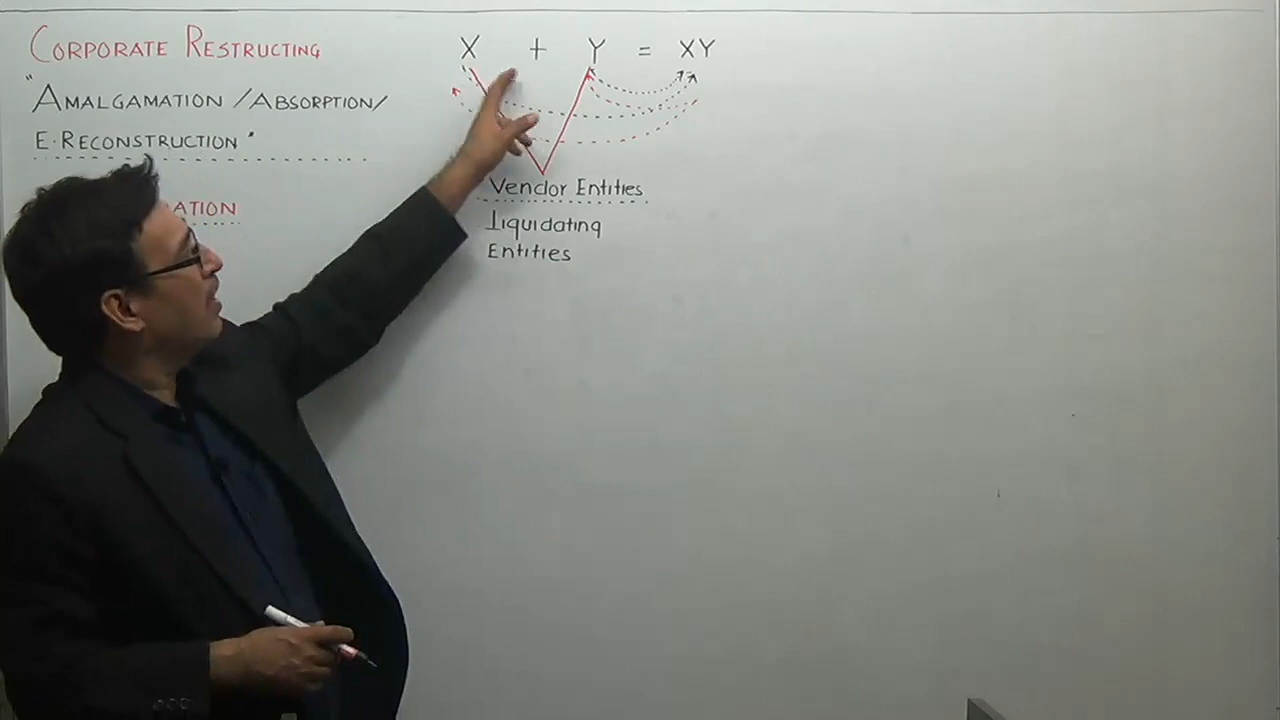 CORPORATE RESTRUCTING
"AMALGAMATION /ABSORPTION/
E.RECONSTRUCTION"
X + Y = XY
Vendor Entities
Liquidating
Entities